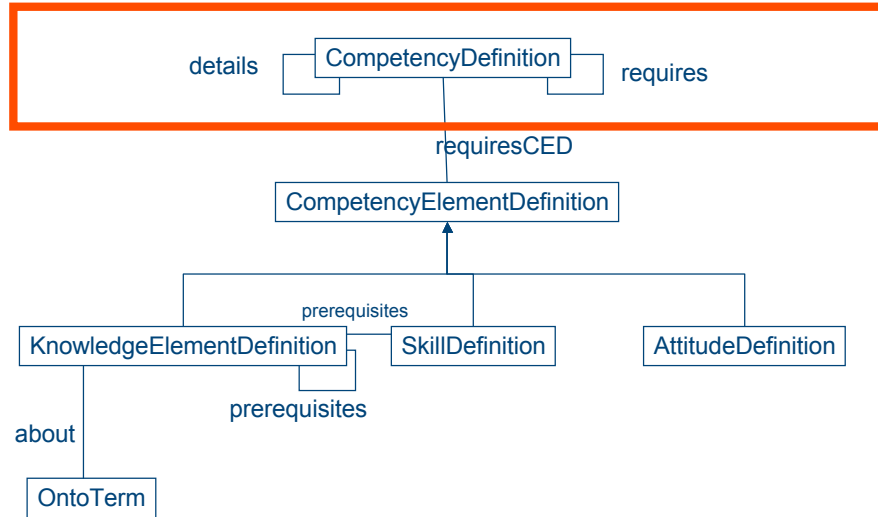 CompetencyDefinition
details
requires
requiresCED
CompetencyElementDefinition
prerequisites
KnowledgeElementDefinition
SkillDefinition
AttitudeDefinition
prerequisites
about
OntoTerm